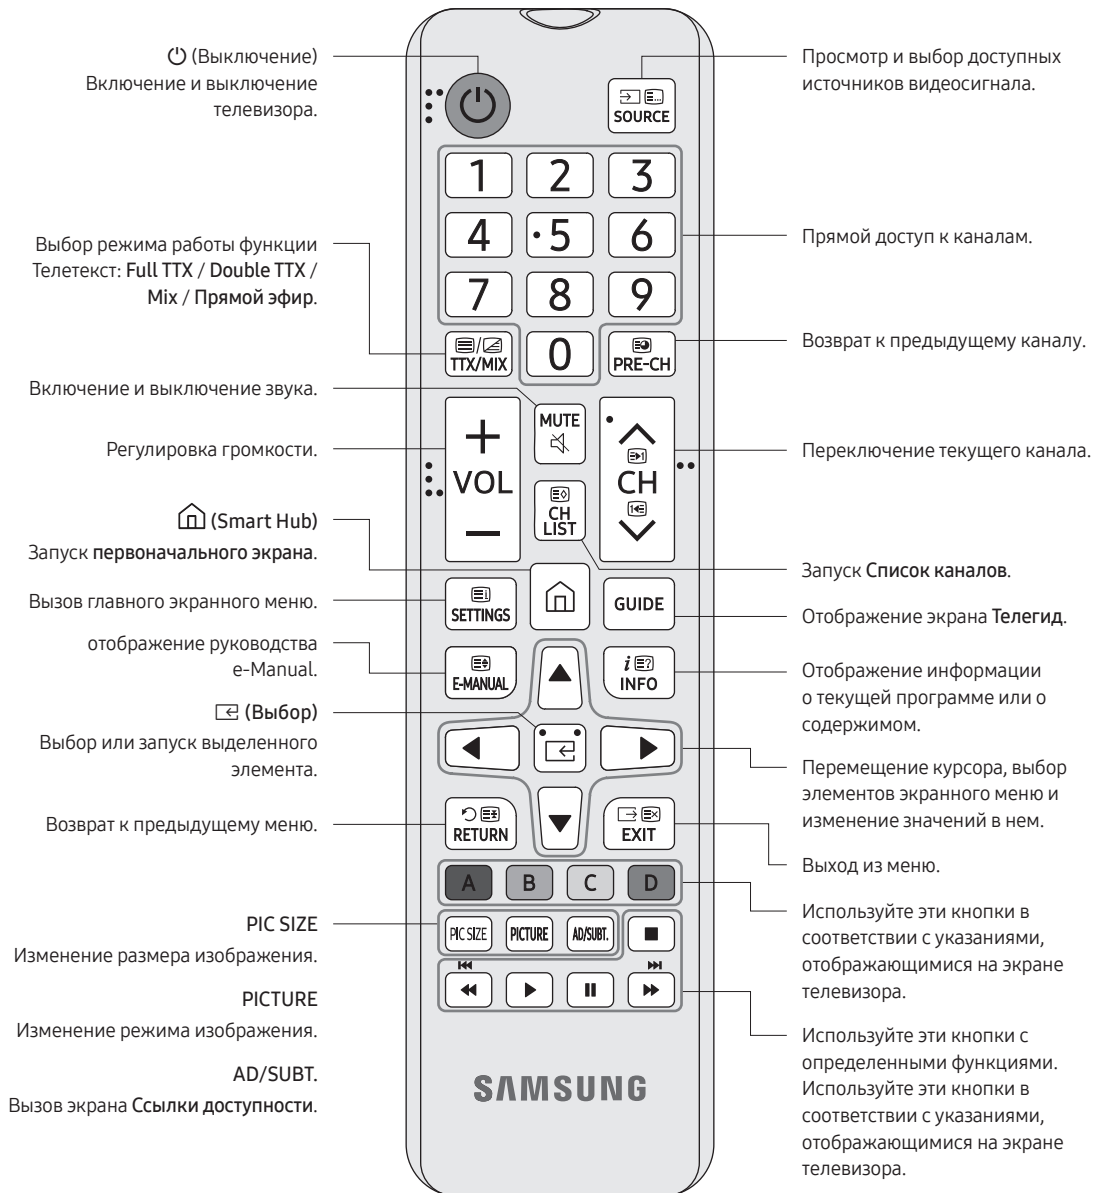 (Выключение)
Включение и выключение
телевизора.
Выбор режима работы функции
Телетекст: Full TTX / Double TTX /
Mix / Прямой эфир.
Включение и выключение звука.
Регулировка громкости.
(Smart Hub)
Запуск первоначального экрана.
Вызов главного экранного меню.
отображение руководства
e-Manual.
(Выбор)
Выбор или запуск выделенного
элемента.
Возврат к предыдущему меню.
PIC SIZE
Изменение размера изображения.
PICTURE
Изменение режима изображения.
AD/SUBT.
Вызов экрана Ссылки доступности.
SOURCE
1 2 3
4 5 6
7 8 9
TTX/MIX 0 PRE-CH
MUTE
VOL
CH
CH
LIST
SETTINGS
GUIDE
E-MANUAL
i
INFO
RETURN
EXIT
A B C D
PIC SIZE PICTURE AD/SUBT.
SAMSUNG
Просмотр и выбор доступных
источников видеосигнала.
Прямой доступ к каналам.
Возврат к предыдущему каналу.
Переключение текущего канала.
Запуск Список каналов.
Отображение экрана Телегид.
Отображение информации
о текущей программе или о
содержимом.
Перемещение курсора, выбор
элементов экранного меню и
изменение значений в нем.
Выход из меню.
Используйте эти кнопки в
соответствии с указаниями,
отображающимися на экране
телевизора.
Используйте эти кнопки с
определенными функциями.
Используйте эти кнопки в
соответствии с указаниями,
отображающимися на экране
телевизора.